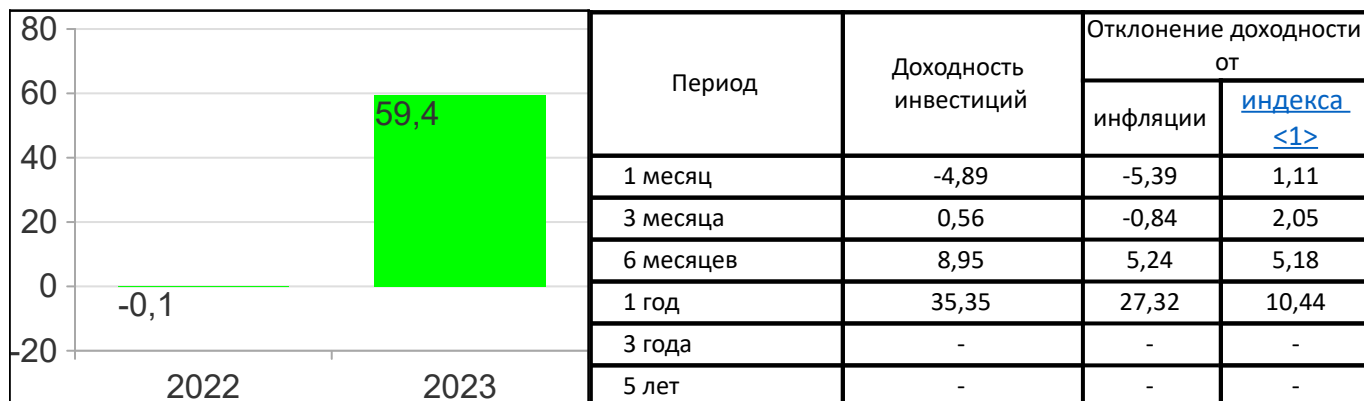 80
60
40
20
0
-20
59,4
-0,1
2022 2023
Период
Доходность
инвестиций
Отклонение доходности
от
инфляции
индекса
<1>
1 месяц -4,89 -5,39 1,11
3 месяца 0,56 -0,84 2,05
6 месяцев 8,95 5,24 5,18
1 год 35,35 27,32 10,44
3 года - - -
5 лет - - -